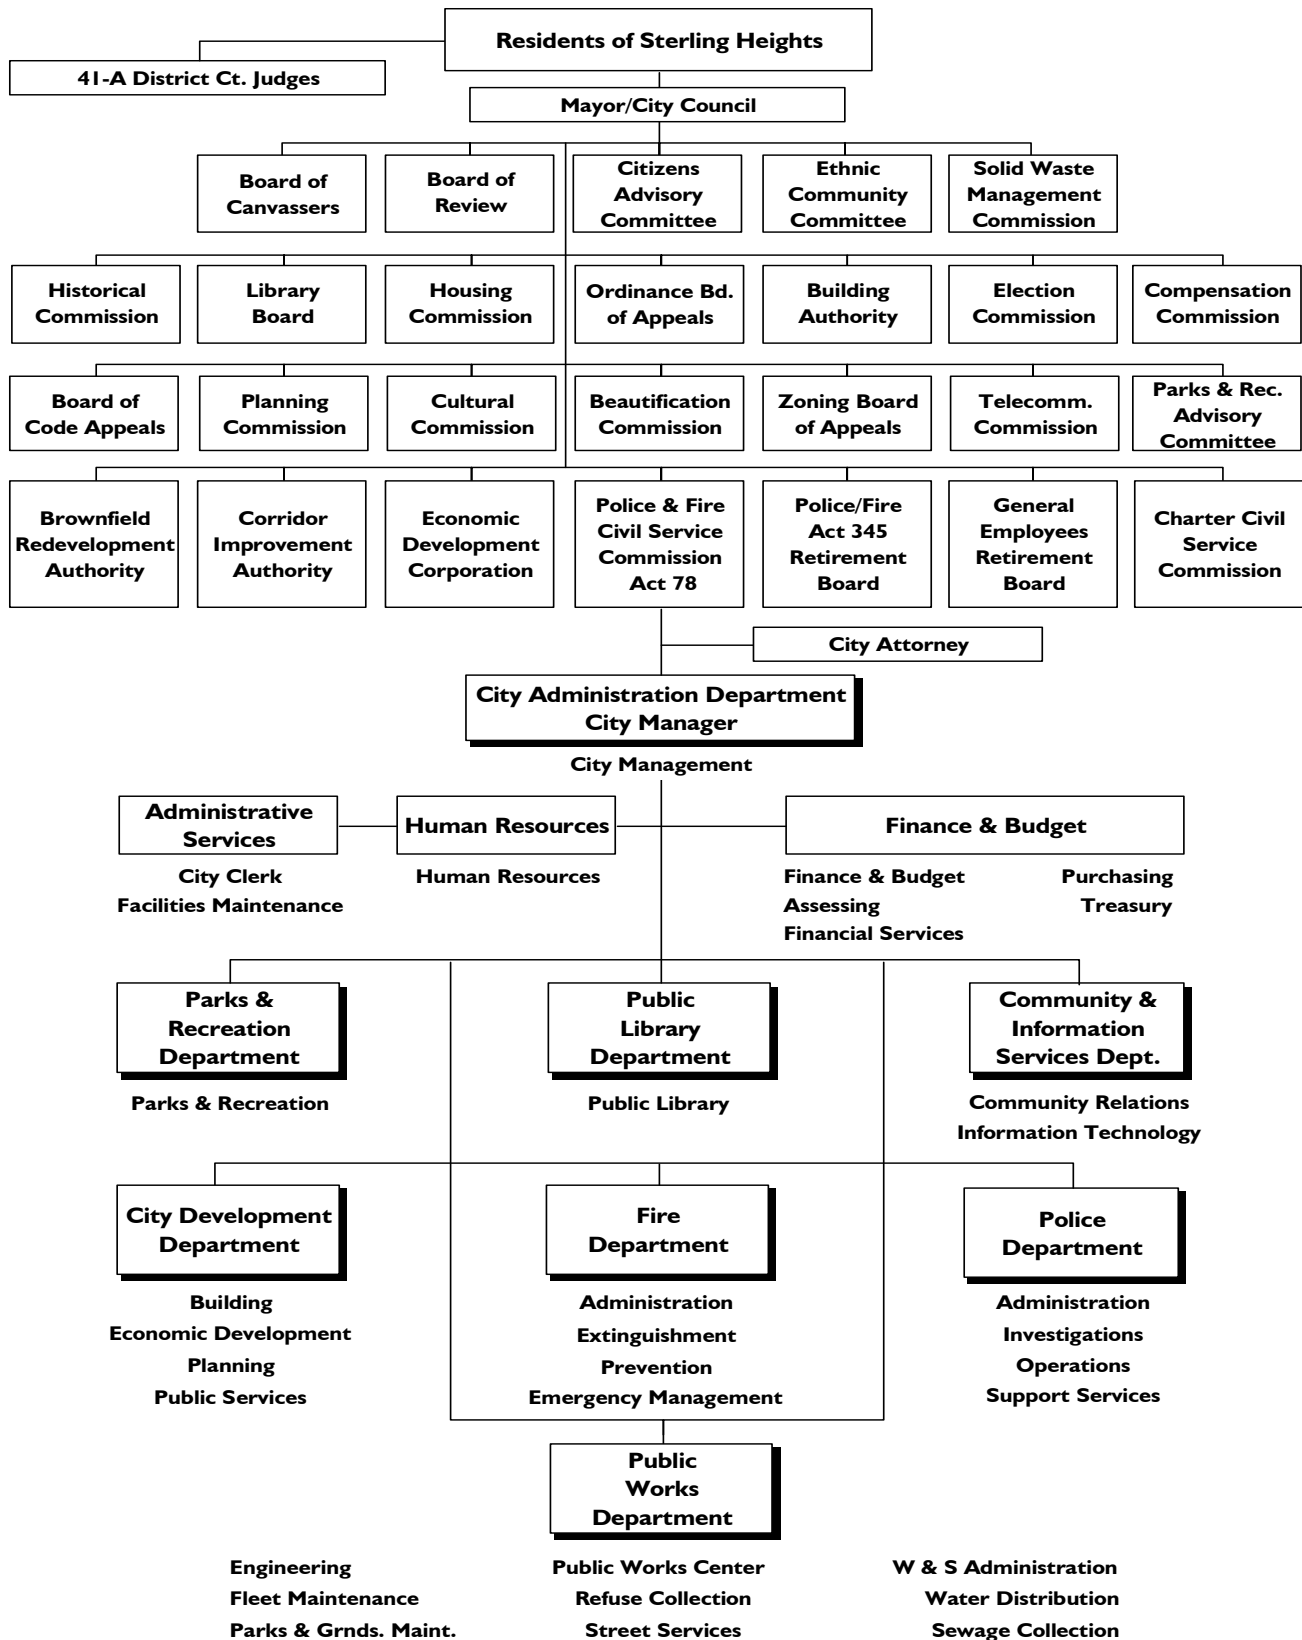 Residents of Sterling Heights
41-A District Ct. Judges
Mayor/City Council
Board of
Canvassers
Board of
Review
Citizens
Advisory
Committee
Ethnic
Community
Committee
Solid Waste
Management
Commission
Historical
Commission
Library
Board
Housing
Commission
Ordinance Bd.
of Appeals
Building
Authority
Election
Commission
Compensation
Commission
Board of
Code Appeals
Planning
Commission
Cultural
Commission
Beautification
Commission
Zoning Board
of Appeals
Telecomm.
Commission
Parks & Rec.
Advisory
Committee
Brownfield
Redevelopment
Authority
Corridor
Improvement
Authority
Economic
Development
Corporation
Police & Fire
Civil Service
Commission
Act 78
Police/Fire
Act 345
Retirement
Board
General
Employees
Retirement
Board
Charter Civil
Service
Commission
City Attorney
City Administration Department
City Manager
City Management
Administrative
Services
City Clerk
Facilities Maintenance
Human Resources
Human Resources
Finance & Budget
Finance & Budget
Assessing
Financial Services
Purchasing
Treasury
Parks &
Recreation
Department
Parks & Recreation
Public
Library
Department
Public Library
Community &
Information
Services Dept.
Community Relations
Information Technology
City Development
Department
Building
Economic Development
Planning
Public Services
Fire
Department
Administration
Extinguishment
Prevention
Emergency Management
Police
Department
Administration
Investigations
Operations
Support Services
Public
Works
Department
Engineering
Fleet Maintenance
Parks & Grnds. Maint.
Public Works Center
Refuse Collection
Street Services
W & S Administration
Water Distribution
Sewage Collection